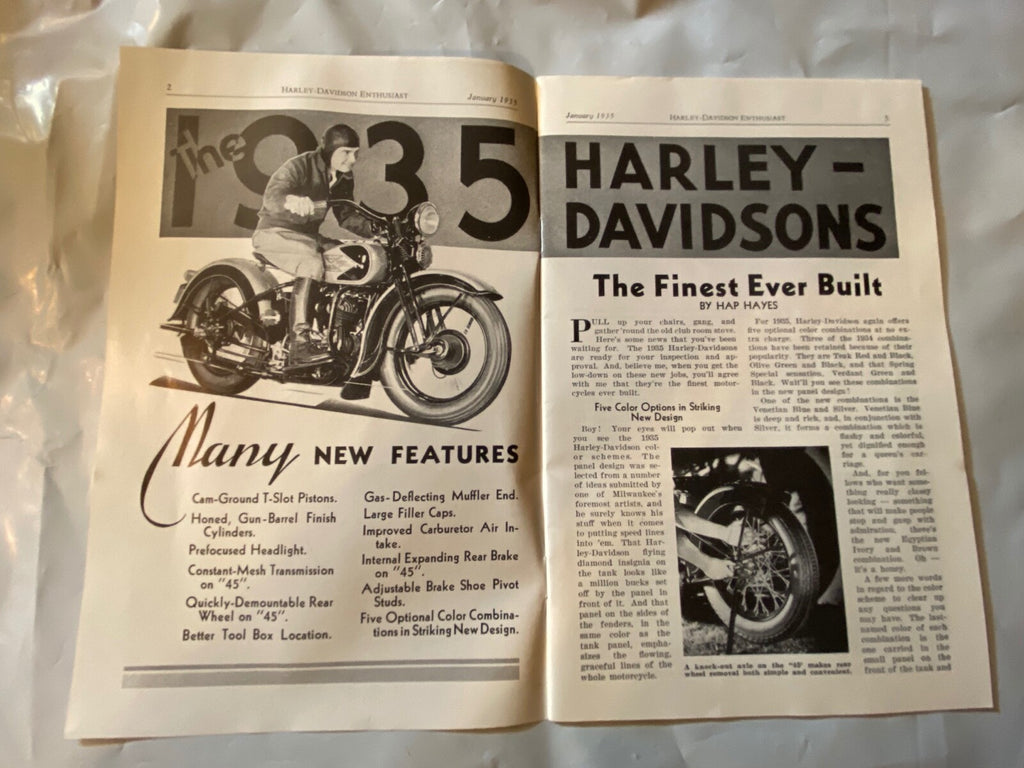 2
HARLEY-DAVIDSON ENTHUSIAST
January 1935
The
1935
Many NEW FEATURES
Cam-Ground T-Slot Pistons.
Honed, Gun-Barrel Finish
Cylinders.
Prefocused Headlight.
Constant-Mesh Transmission
on "45".
Quickly-Demountable Rear
Wheel on "45".
Better Tool Box Location.
Gas-Deflecting Muffler End.
Large Filler Caps.
Improved Carburetor Air In-
take.
Internal Expanding Rear Brake
on "45".
Adjustable Brake Shoe Pivot
Studs.
Five Optional Color Combina-
tions in Striking New Design.
January 1935
HARLEY-DAVIDSON ENTHUSIAST
HARLEY-
DAVIDSONS
The Finest Ever Built
BY HAP HAYES
PULL up your chairs, gang, and
gather 'round the old club room stove.
Here's some news that you've been
waiting for. The 1935 Harley-Davidsons
are ready for your inspection and ap-
proval. And, believe me, when you get the
low-down on these new jobs, you'll agree
with me that they're the finest motor-
cycles ever built.
Five Color Options in Striking
New Design
Boy! Your eyes will pop out when
you see the 1935
Harley-Davidson col-
or schemes. The
panel design was se-
lected from a number
of ideas submitted by
one of Milwaukee's
foremost artists, and
he surely knows his
stuff when it comes
to putting speed lines
into 'em. That Har-
ley-Davidson flying
diamond insignia on
the tank looks like
a million bucks set
off by the panel in
front of it. And that
panel on the sides of
the fenders, in the
same color as the
tank panel, empha-
sizes the flowing,
graceful lines of the
whole motorcycle.
For 1935, Harley-Davidson again offers
five optional color combinations at no ex-
tra charge. Three of the 1934 combina-
tions have been retained because of their
popularity. They are Teak Red and Black,
Olive Green and Black, and that Spring
Special sensation, Verdant Green and
Black. Wait'll you see these combinations
in the new panel design!
One of the new combinations is the
Venetian Blue and Silver. Venetian Blue
is deep and rich, and, in conjunction with
Silver, it forms a combination which is
flashy and colorful,
yet dignified enough
for a queen's car-
riage.
And, for you fel-
lows who want some-
thing really classy
looking — something
that will make people
stop and gasp with
admiration, there's
the new Egyptian
Ivory and Brown
combination. Oh —
it's a honey.
A few more words
in regard to the color
scheme to clear up
any questions you
may have. The last-
named color of each
combination is the
one carried in the
small panel on the
front of the tank and
A knock-out axle on the "45" makes rear
wheel removal both simple and convenient.